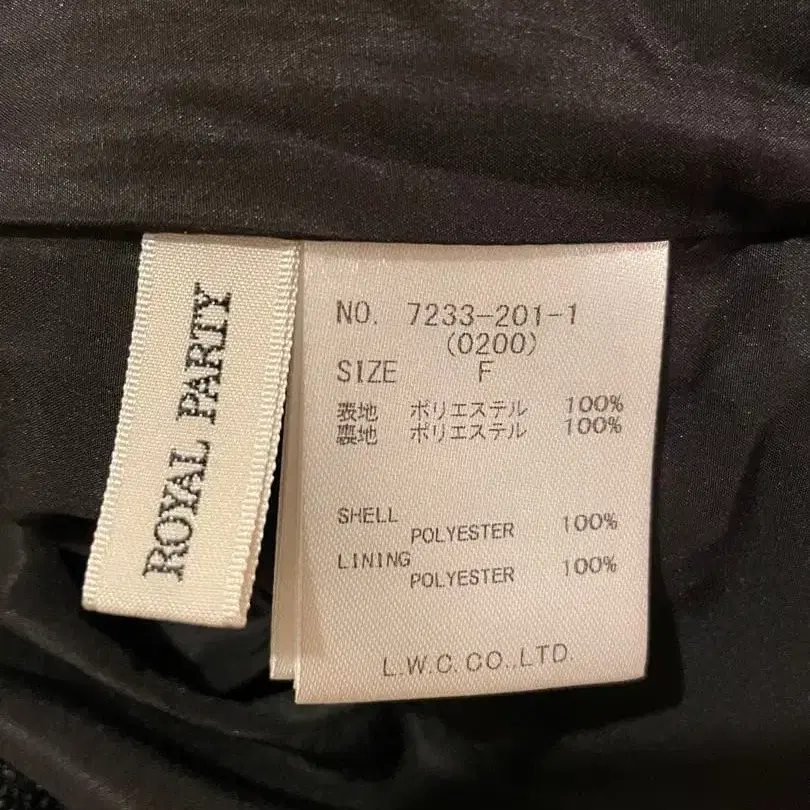 ROYAL PARTY
NO. 7233-201-1
(0200)
SIZE F
表地 ポリエステル 100%
裏地 ポリエステル 100%
SHELL
POLYESTER 100%
LINING
POLYESTER 100%
L.W.C.CO.,LTD.